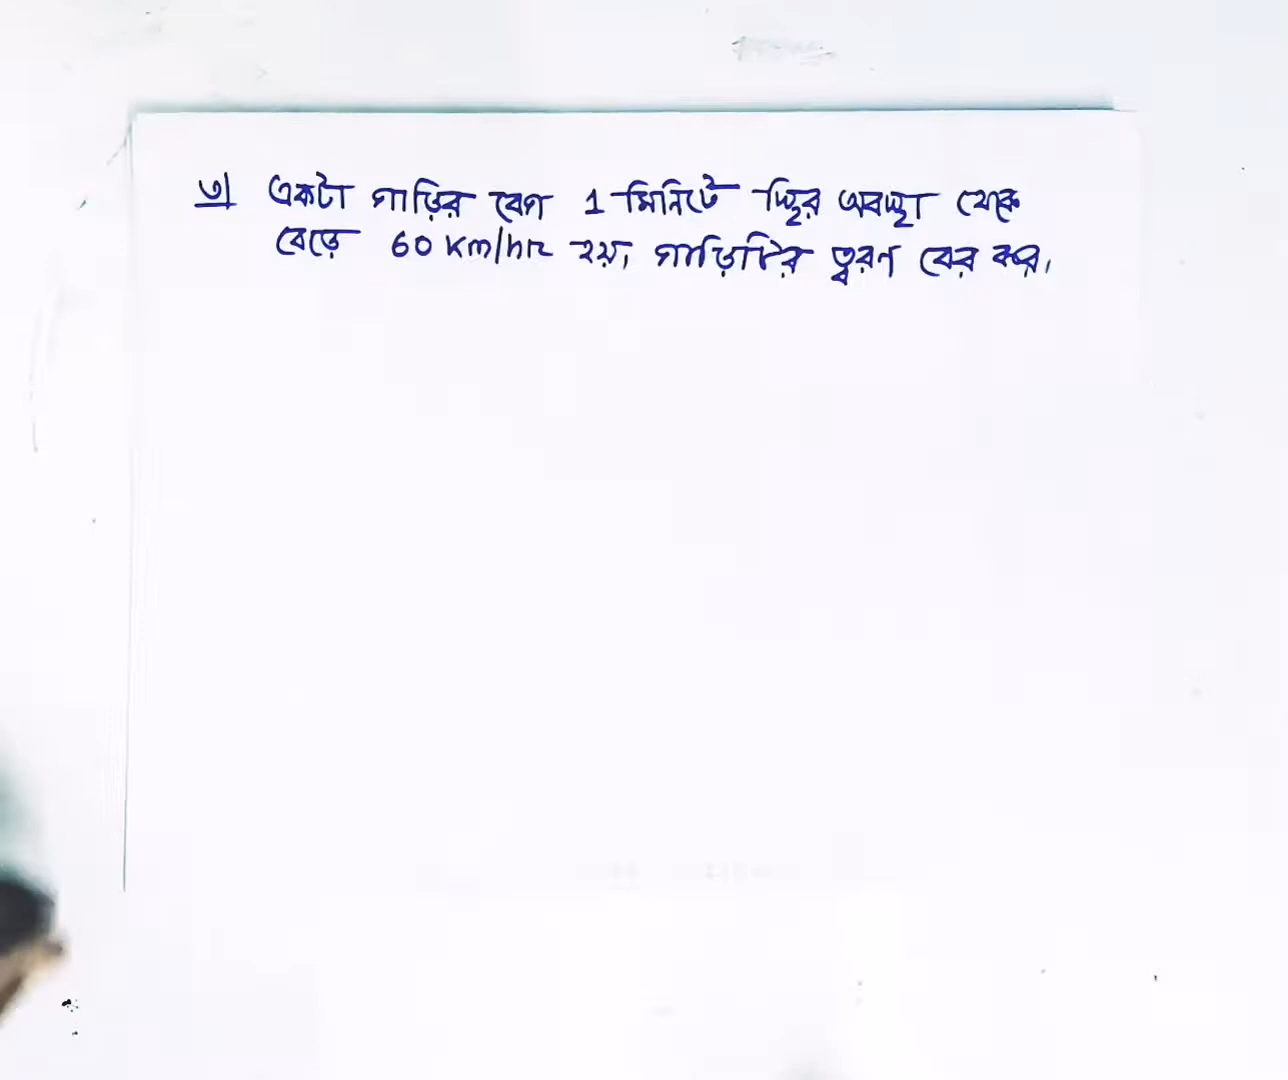 ৩| একটা গাড়ির বেগ 1 মিনিটে স্থির অবস্থা থেকে
বেড়ে 60 km/hr হয়, গাড়িটির ত্বরণ বের কর।